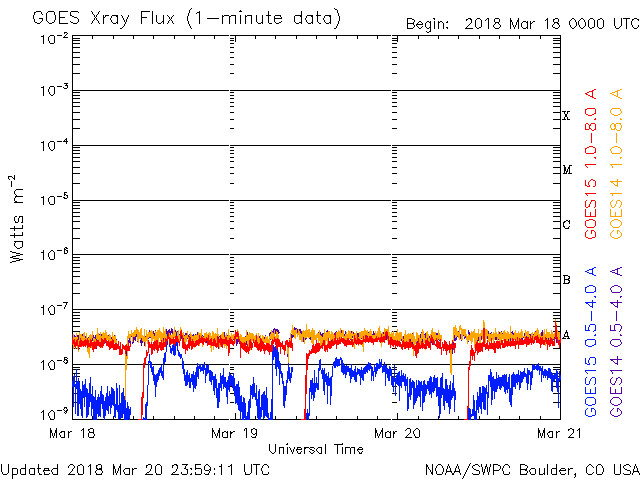 GOES Xray Flux (1-minute data)
Begin: 2018 Mar 18 0000 UTC
10⁻²
10⁻³
10⁻⁴
10⁻⁵
10⁻⁶
10⁻⁷
10⁻⁸
10⁻⁹
Watts m⁻²
X
M
C
B
A
GOES15 1.0-8.0 A
GOES14 1.0-8.0 A
GOES15 0.5-4.0 A
GOES14 0.5-4.0 A
Mar 18 Mar 19 Mar 20 Mar 21
Universal Time
Updated 2018 Mar 20 23:59:11 UTC
NOAA/SWPC Boulder, CO USA